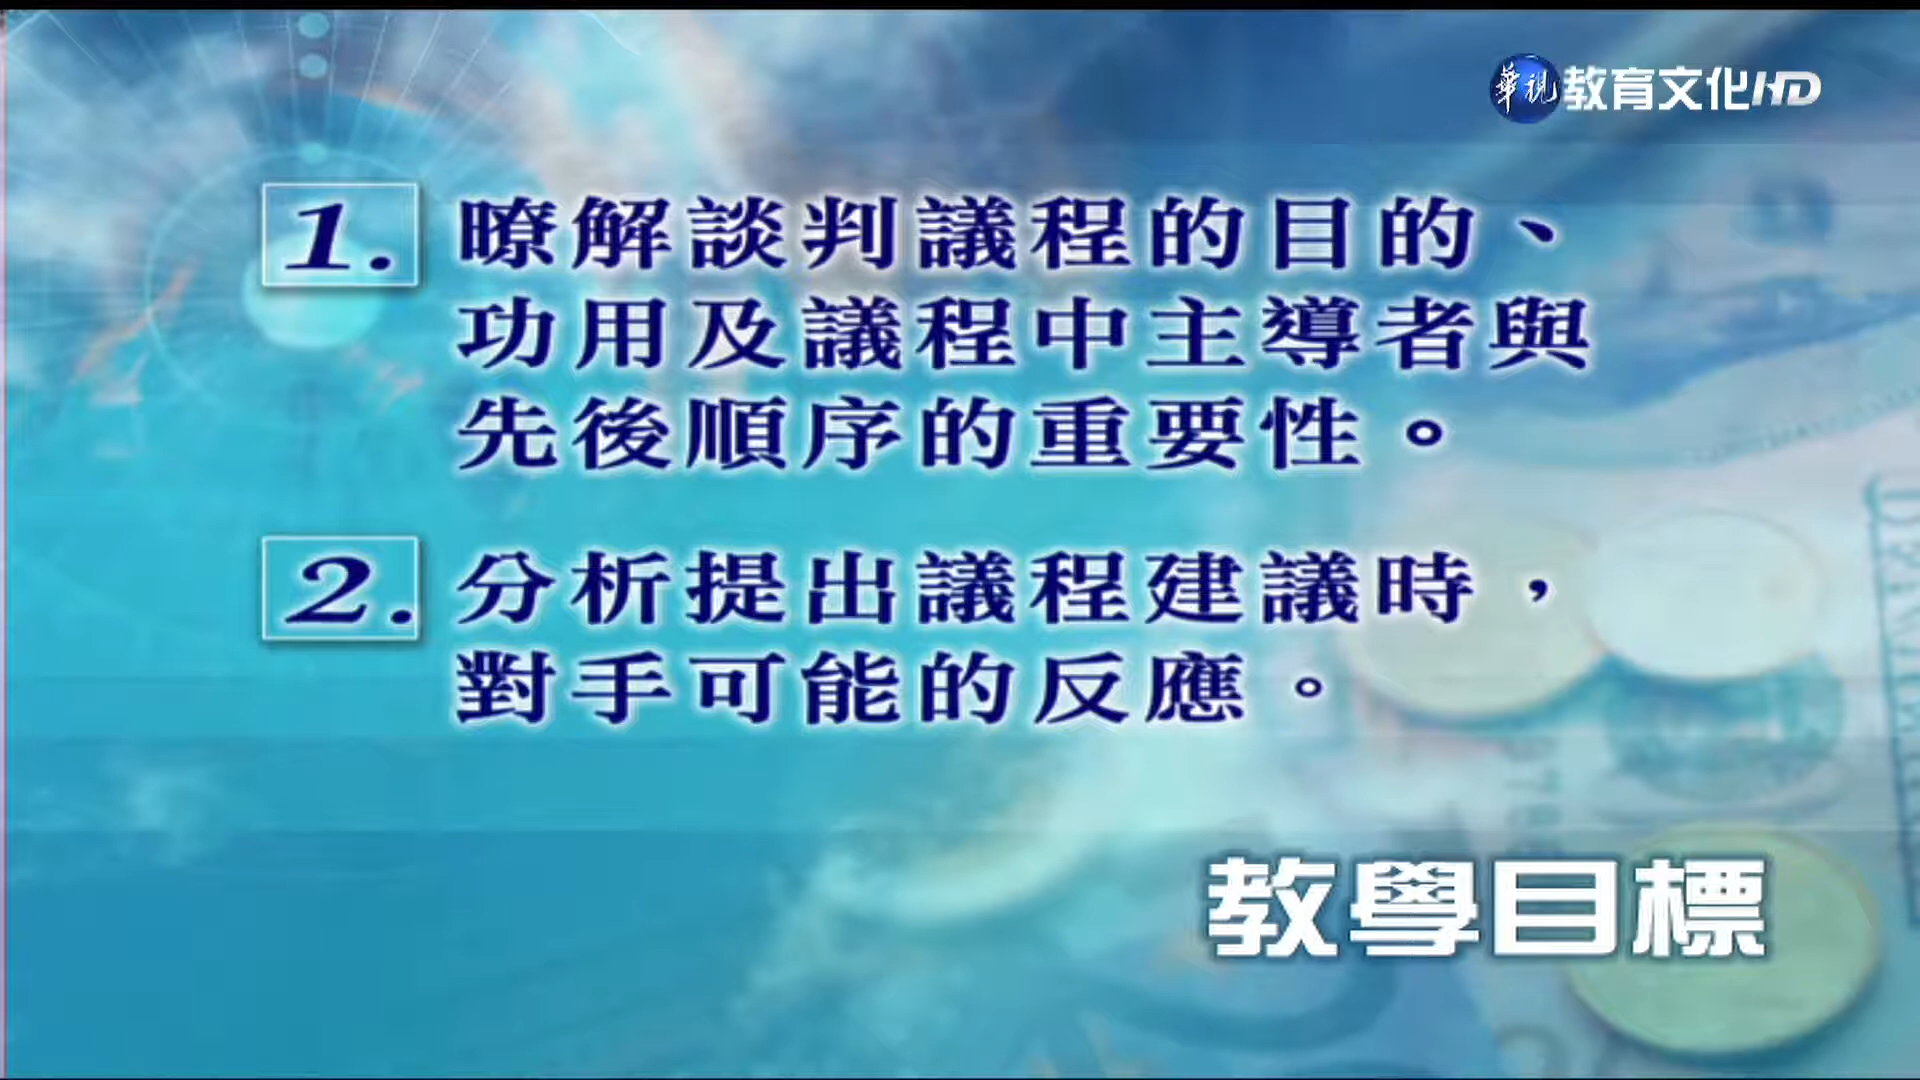 華視 教育文化HD
1. 瞭解談判議程的目的、
功用及議程中主導者與
先後順序的重要性。
2. 分析提出議程建議時，
對手可能的反應。
教學目標